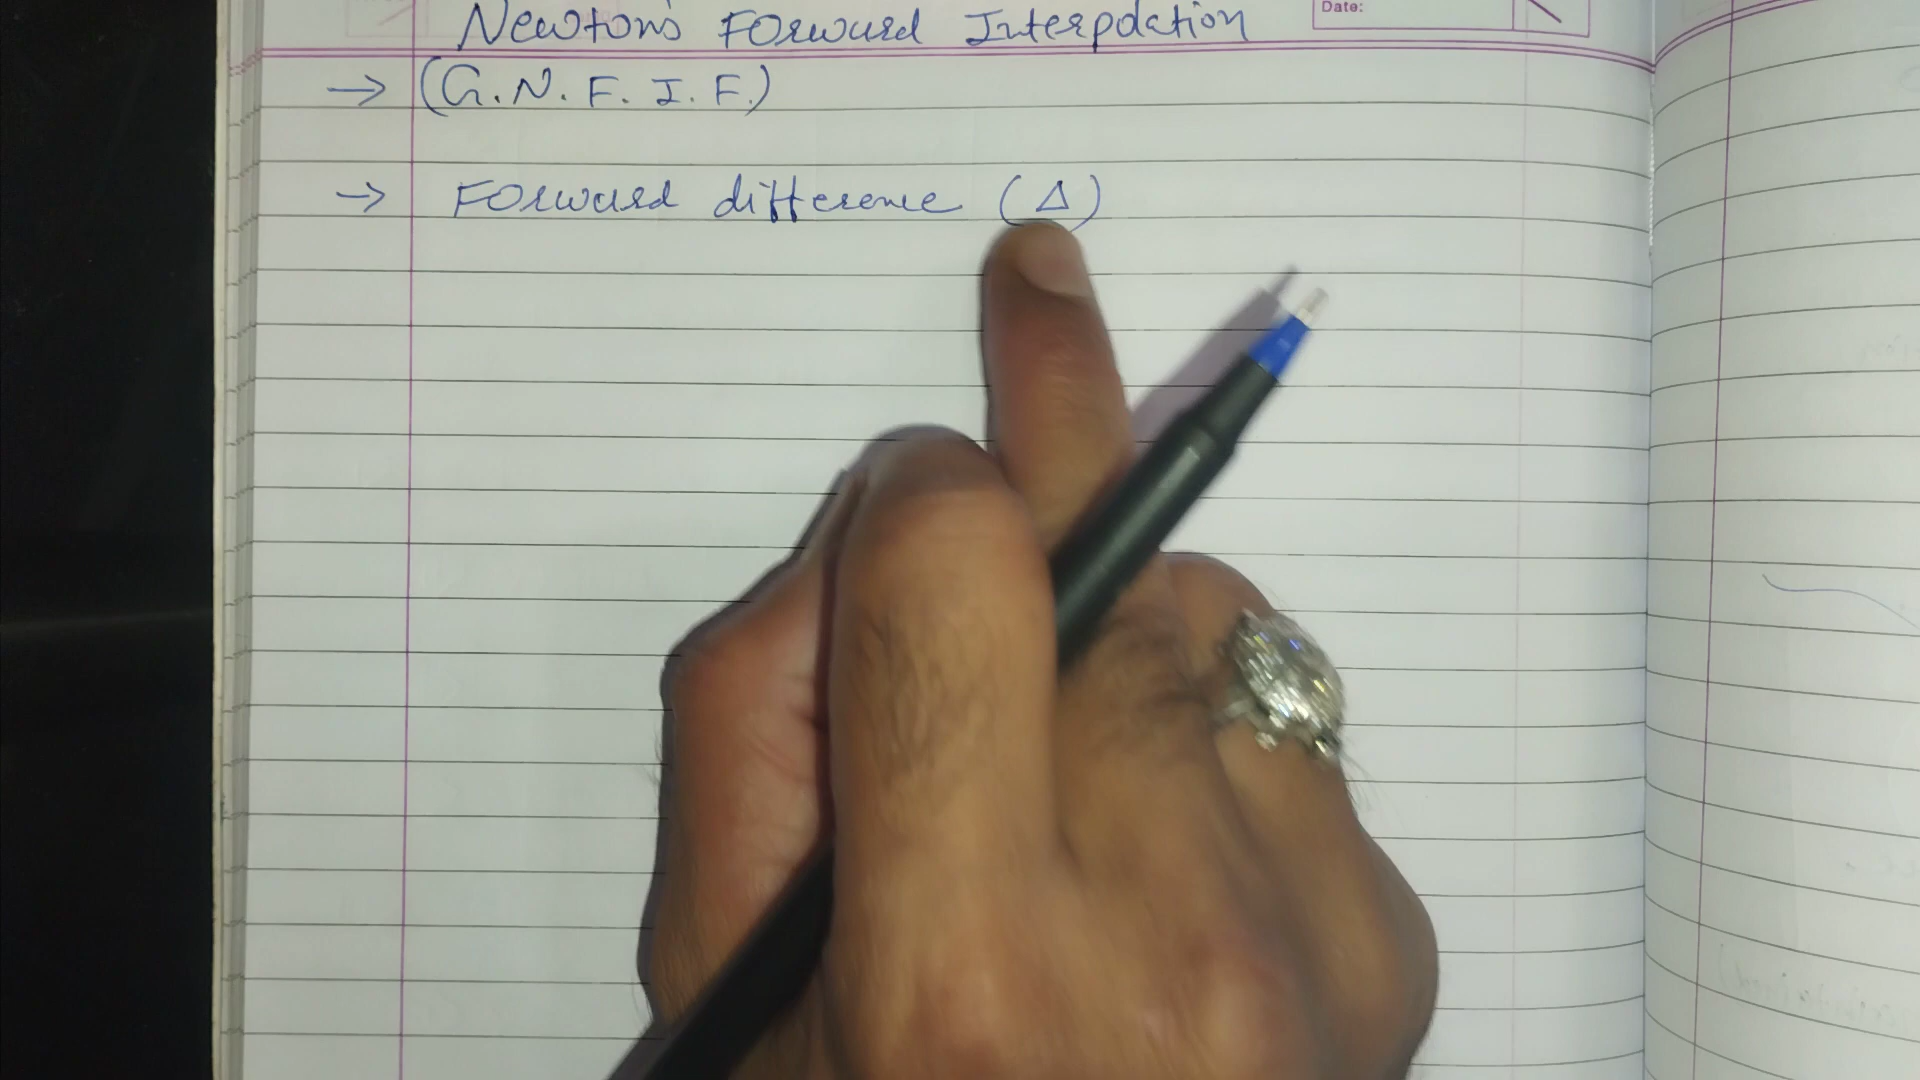 Date:
Newton's Forward Interpolation
→ (G.N.F.I.F.)
→ Forward difference (Δ)